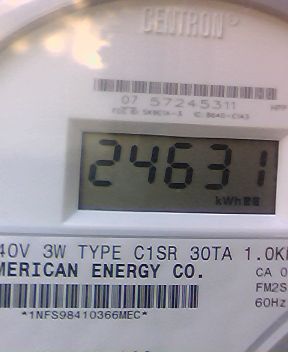 CENTRON®
07 57245311
24631
kWh
40V 3W TYPE C1SR 30TA 1.0K
MERICAN ENERGY CO.
CA 0
FM2S
60Hz
*1NFS98410366MEC*